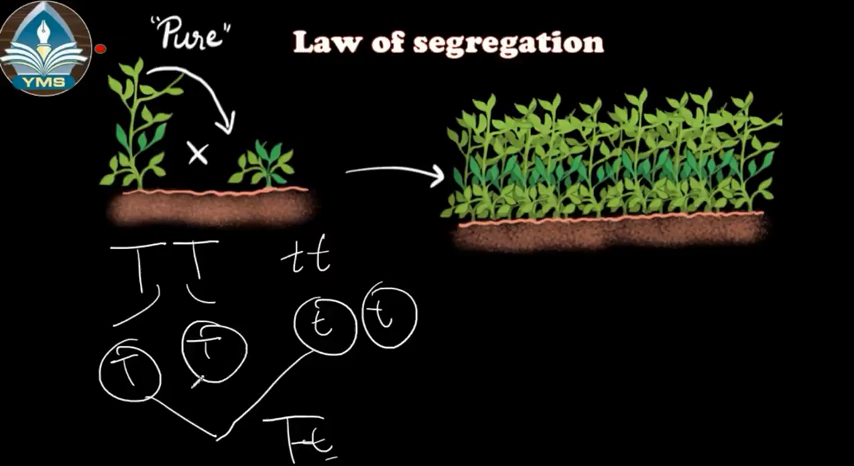 "Pure"
Law of segregation
YMS
×
TT tt
T T t t
Tt